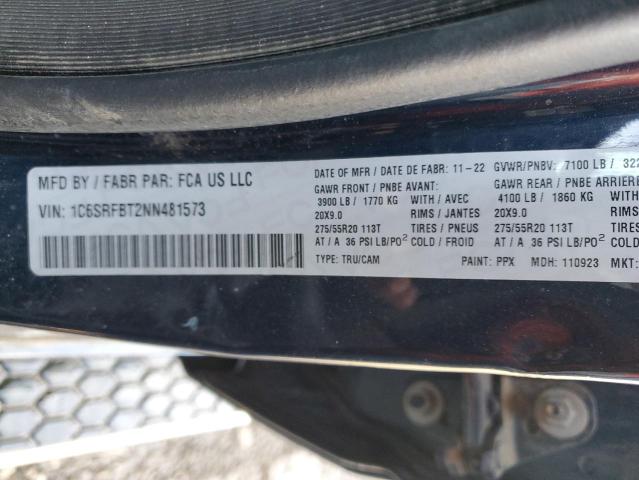 MFD BY / FABR PAR: FCA US LLC
VIN: 1C6SRFBT2NN481573
DATE OF MFR / DATE DE FABR: 11-22 GVWR/PNBV: 7100 LB / 322
GAWR FRONT / PNBE AVANT: GAWR REAR / PNBE ARRIERE
3900 LB / 1770 KG WITH / AVEC 4100 LB / 1860 KG
20X9.0 RIMS / JANTES 20X9.0
275/55R20 113T TIRES / PNEUS 275/55R20 113T
AT / A 36 PSI LB/PO² COLD / FROID AT / A 36 PSI LB/PO²
TYPE: TRU/CAM PAINT: PPX MDH: 110923 MKT: